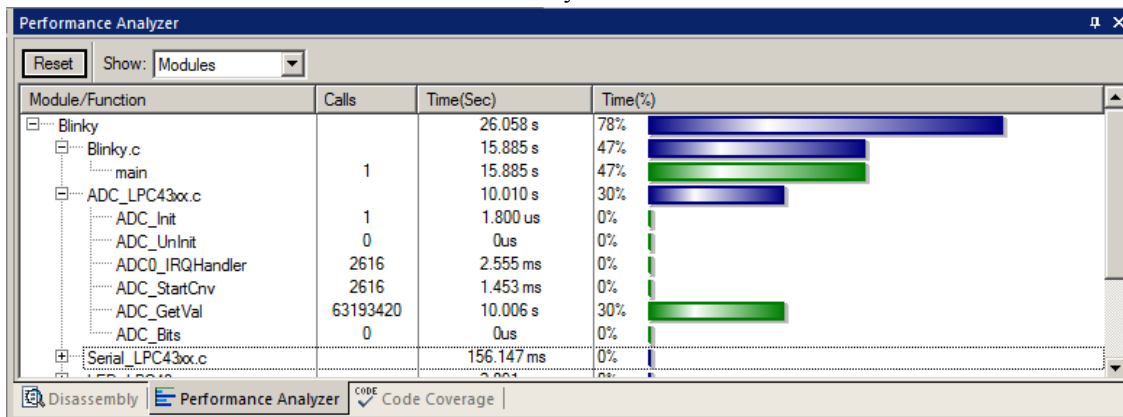 Performance Analyzer
Reset Show: Modules
Module/Function Calls Time(Sec) Time(%)
Blinky 26.058 s 78%
Blinky.c 15.885 s 47%
main 1 15.885 s 47%
ADC_LPC43xx.c 10.010 s 30%
ADC_Init 1 1.800 us 0%
ADC_UnInit 0 0us 0%
ADC0_IRQHandler 2616 2.555 ms 0%
ADC_StartCnv 2616 1.453 ms 0%
ADC_GetVal 63193420 10.006 s 30%
ADC_Bits 0 0us 0%
Serial_LPC43xx.c 156.147 ms 0%
Disassembly Performance Analyzer CODE Code Coverage